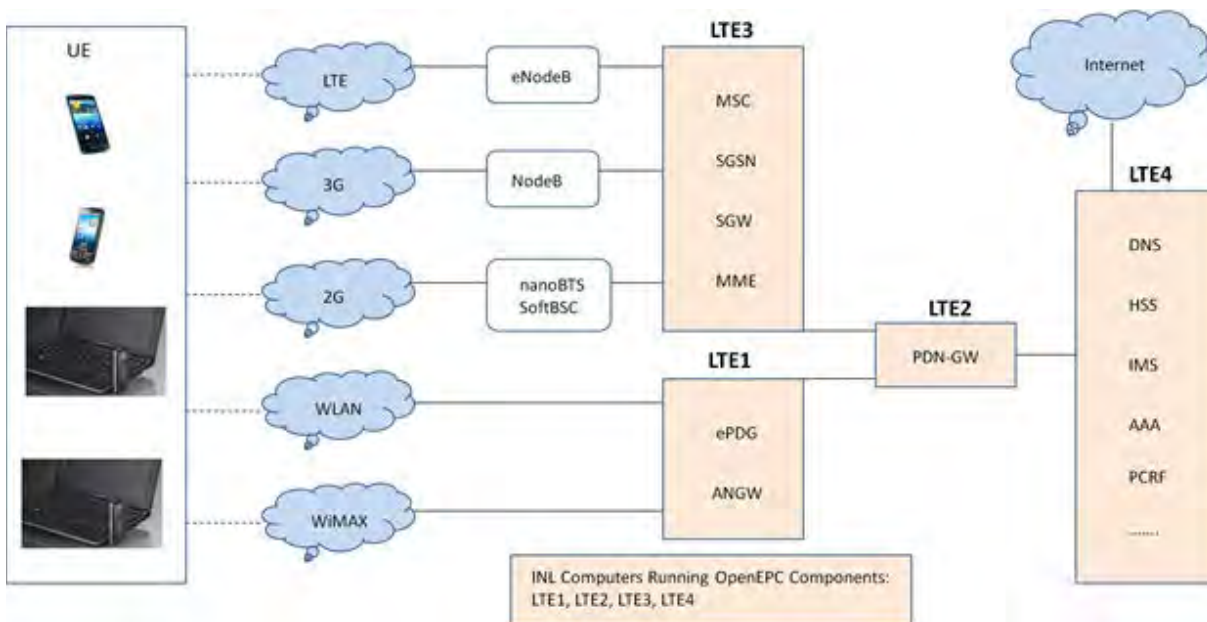 UE
LTE
eNodeB
LTE3
MSC
SGSN
SGW
MME
3G
NodeB
2G
nanoBTS
SoftBSC
WLAN
WiMAX
LTE1
ePDG
ANGW
LTE2
PDN-GW
Internet
LTE4
DNS
HSS
IMS
AAA
PCRF
.......
INL Computers Running OpenEPC Components:
LTE1, LTE2, LTE3, LTE4